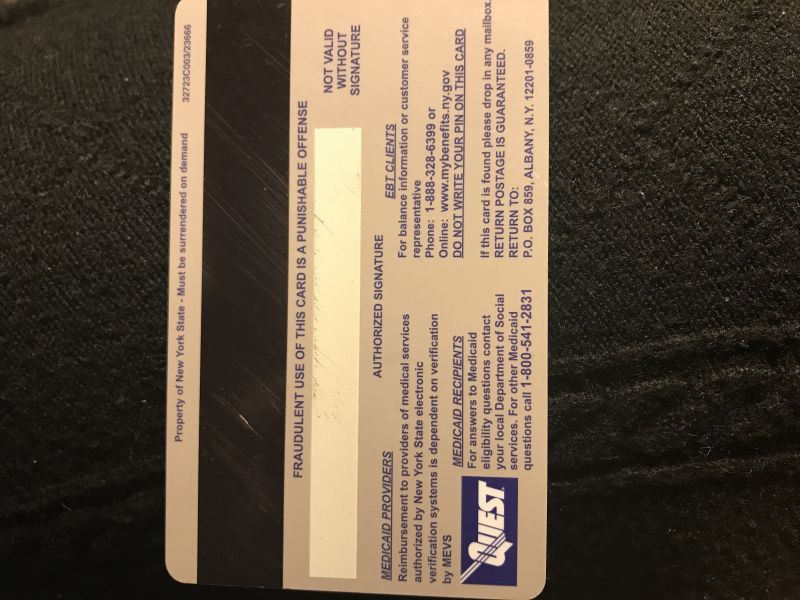 Property of New York State - Must be surrendered on demand 32723C003/23666
FRAUDULENT USE OF THIS CARD IS A PUNISHABLE OFFENSE
NOT VALID
WITHOUT
SIGNATURE
AUTHORIZED SIGNATURE
MEDICAID PROVIDERS
Reimbursement to providers of medical services
authorized by New York State electronic
verification systems is dependent on verification
by MEVS
EBT CLIENTS
For balance information or customer service
representative
Phone: 1-888-328-6399 or
Online: www.mybenefits.ny.gov
DO NOT WRITE YOUR PIN ON THIS CARD
QUEST
MEDICAID RECIPIENTS
For answers to Medicaid
eligibility questions contact
your local Department of Social
services. For other Medicaid
questions call 1-800-541-2831
If this card is found please drop in any mailbox.
RETURN POSTAGE IS GUARANTEED.
RETURN TO:
P.O. BOX 859, ALBANY, N.Y. 12201-0859